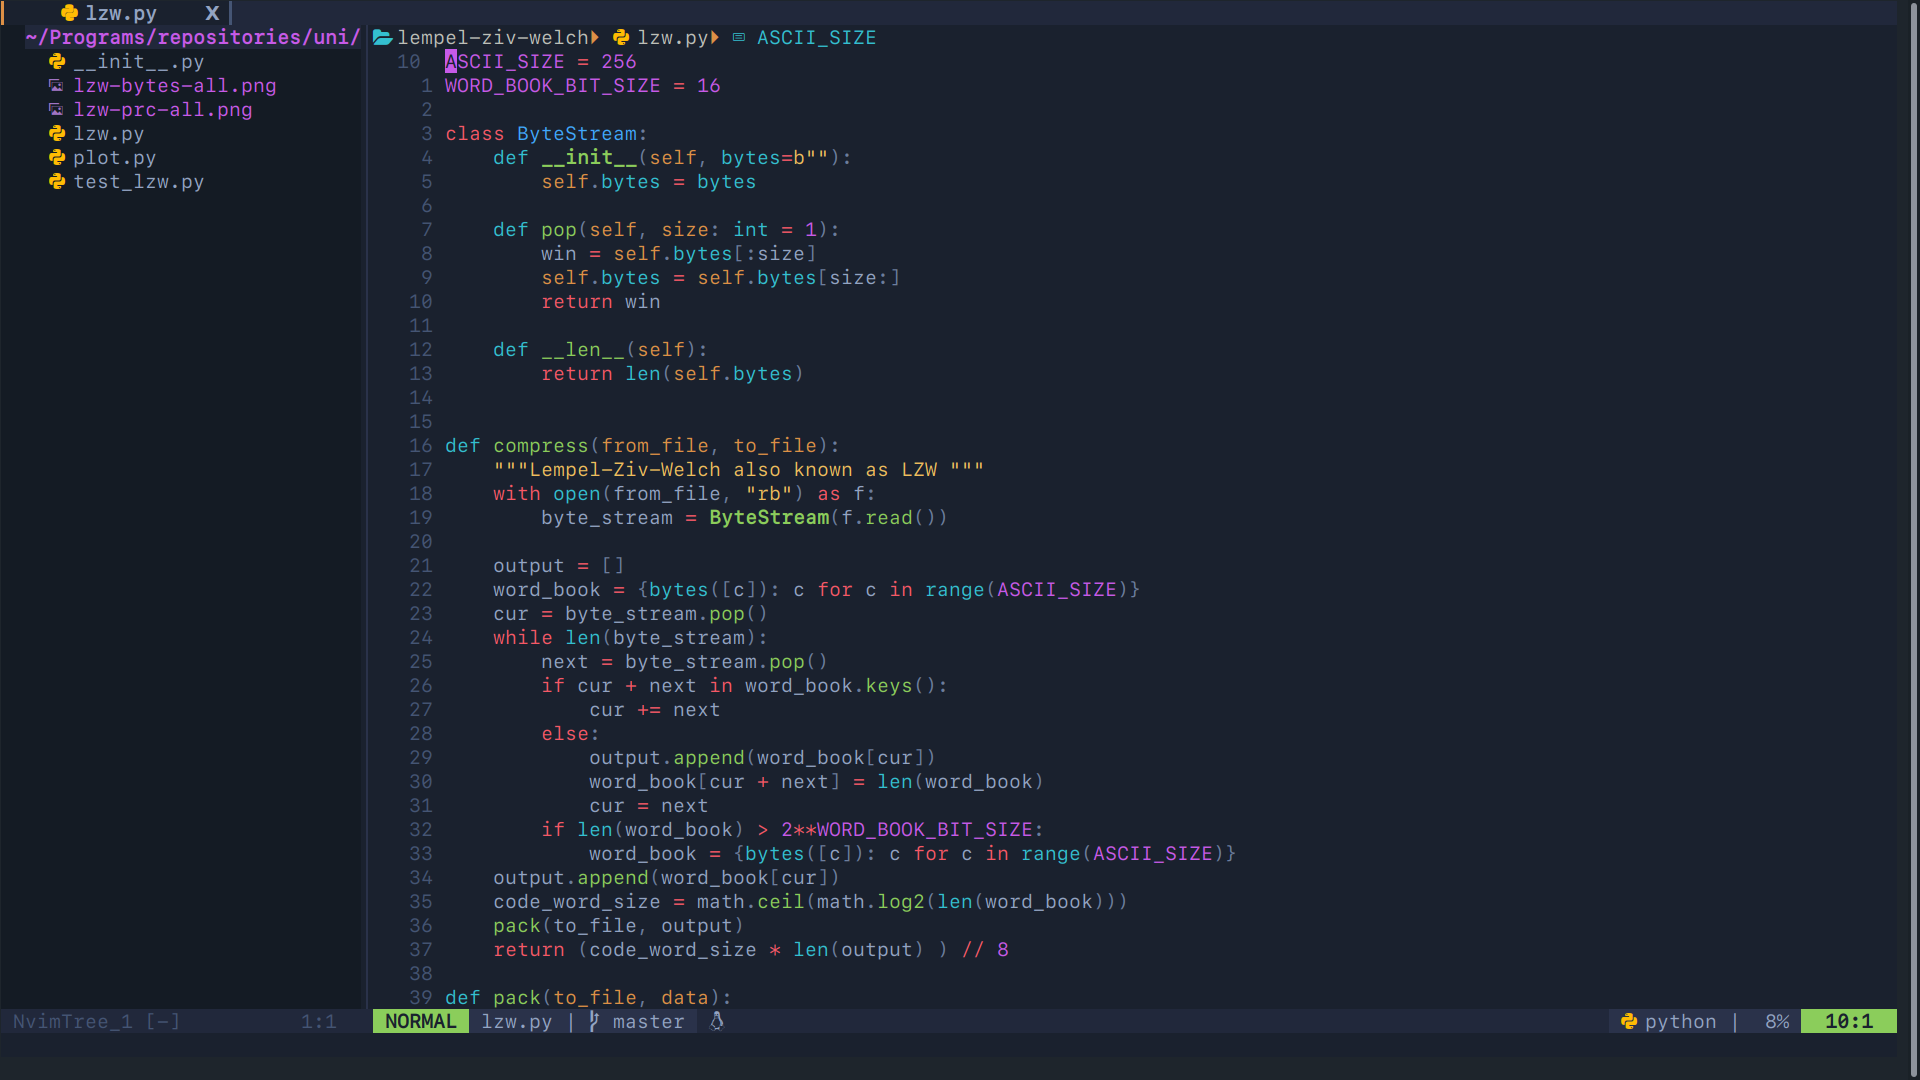 lzw.py X
~/Programs/repositories/uni/
__init__.py
lzw-bytes-all.png
lzw-prc-all.png
lzw.py
plot.py
test_lzw.py
lempel-ziv-welch lzw.py ASCII_SIZE
10 ASCII_SIZE = 256
1 WORD_BOOK_BIT_SIZE = 16
2
3 class ByteStream:
4     def __init__(self, bytes=b""):
5         self.bytes = bytes
6
7     def pop(self, size: int = 1):
8         win = self.bytes[:size]
9         self.bytes = self.bytes[size:]
10         return win
11
12     def __len__(self):
13         return len(self.bytes)
14
15
16 def compress(from_file, to_file):
17     """Lempel-Ziv-Welch also known as LZW """
18     with open(from_file, "rb") as f:
19         byte_stream = ByteStream(f.read())
20
21     output = []
22     word_book = {bytes([c]): c for c in range(ASCII_SIZE)}
23     cur = byte_stream.pop()
24     while len(byte_stream):
25         next = byte_stream.pop()
26         if cur + next in word_book.keys():
27             cur += next
28         else:
29             output.append(word_book[cur])
30             word_book[cur + next] = len(word_book)
31             cur = next
32         if len(word_book) > 2**WORD_BOOK_BIT_SIZE:
33             word_book = {bytes([c]): c for c in range(ASCII_SIZE)}
34     output.append(word_book[cur])
35     code_word_size = math.ceil(math.log2(len(word_book)))
36     pack(to_file, output)
37     return (code_word_size * len(output) ) // 8
38
39 def pack(to_file, data):
NvimTree_1 [-] 1:1 NORMAL lzw.py | master python | 8% 10:1